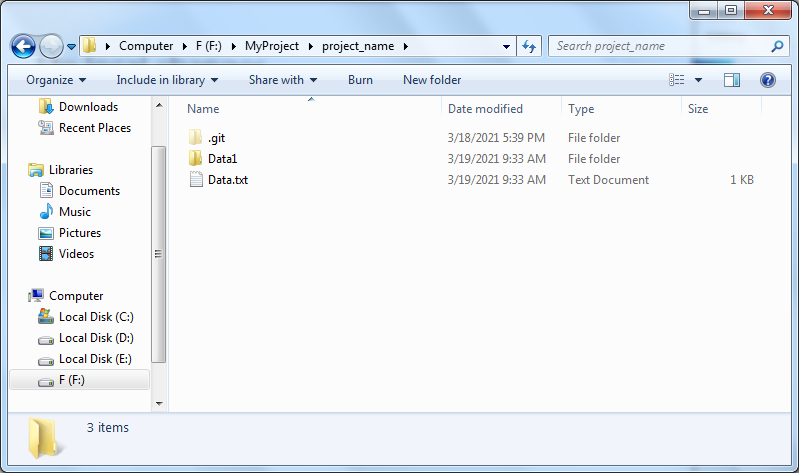 Computer F (F:) MyProject project_name Search project_name
Organize Include in library Share with Burn New folder
Name Date modified Type Size
Downloads
Recent Places
Libraries
Documents
Music
Pictures
Videos
Computer
Local Disk (C:)
Local Disk (D:)
Local Disk (E:)
F (F:)
.git 3/18/2021 5:39 PM File folder
Data1 3/19/2021 9:33 AM File folder
Data.txt 3/19/2021 9:33 AM Text Document 1 KB
3 items